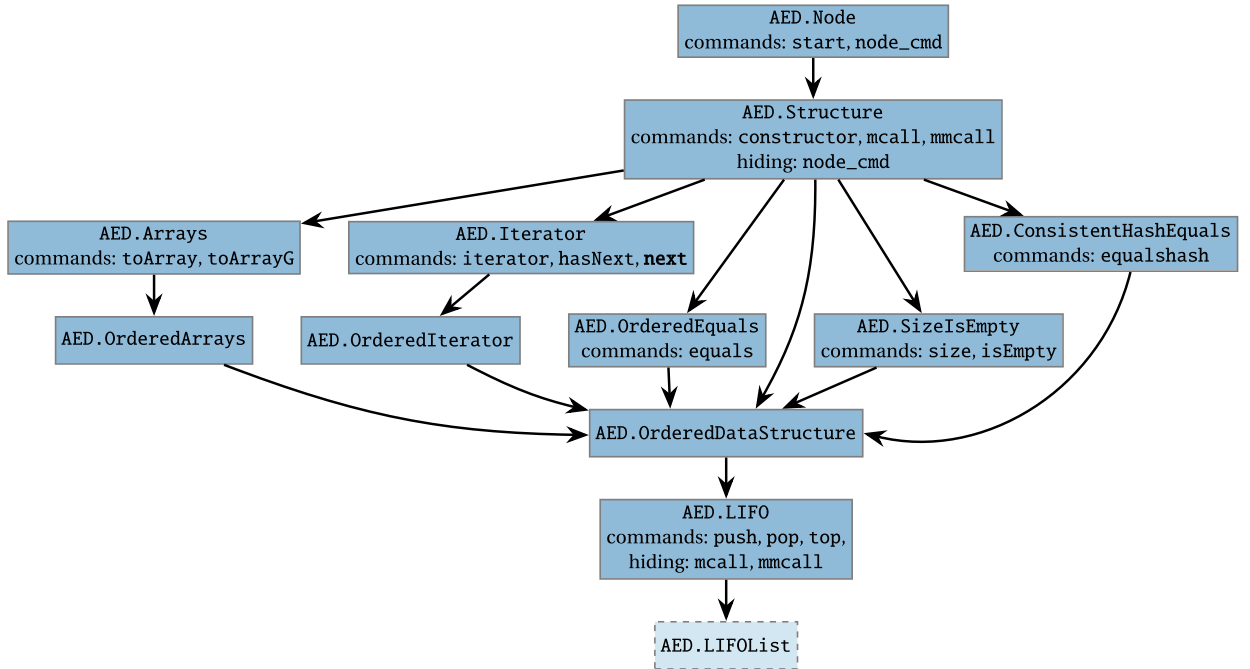 AED.Node
commands: start, node_cmd
AED.Structure
commands: constructor, mcall, mmcall
hiding: node_cmd
AED.Arrays
commands: toArray, toArrayG
AED.Iterator
commands: iterator, hasNext, next
AED.ConsistentHashEquals
commands: equalshash
AED.OrderedArrays
AED.OrderedIterator
AED.OrderedEquals
commands: equals
AED.SizeIsEmpty
commands: size, isEmpty
AED.OrderedDataStructure
AED.LIFO
commands: push, pop, top,
hiding: mcall, mmcall
AED.LIFOList